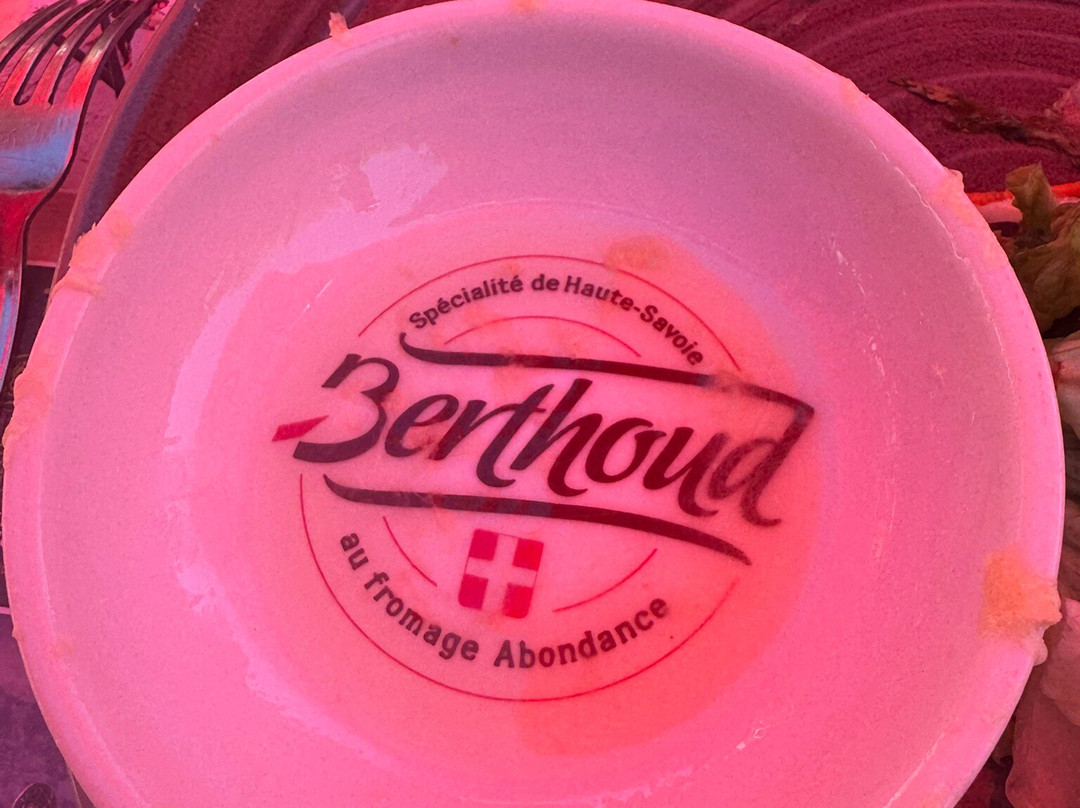 Spécialité de Haute-Savoie
Berthoud
au fromage Abondance